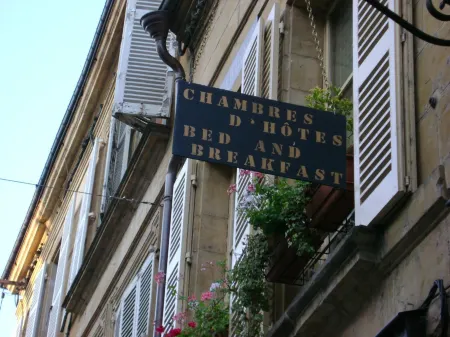 CHAMBRES
D'HÔTES
BED AND
BREAKFAST